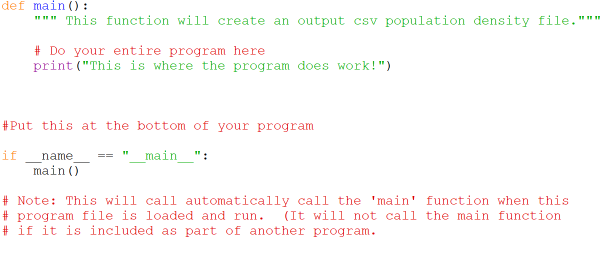 def main():
    """ This function will create an output csv population density file."""
    # Do your entire program here
    print("This is where the program does work!")
#Put this at the bottom of your program
if __name__ == "__main__":
    main()
# Note: This will call automatically call the 'main' function when this
# program file is loaded and run.  (It will not call the main function
# if it is included as part of another program.